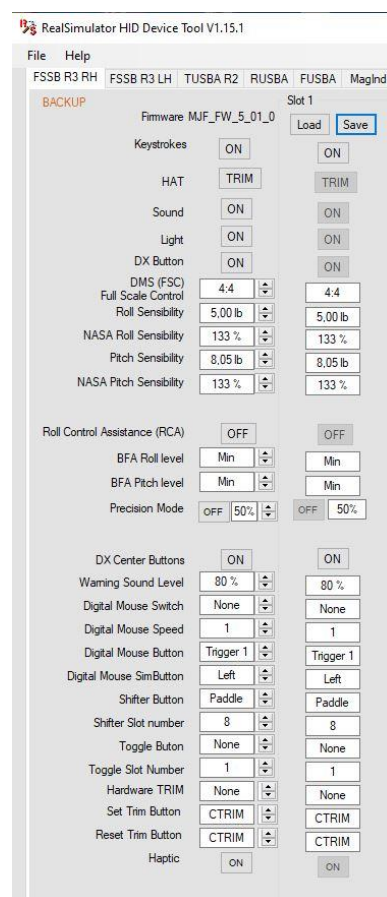 RealSimulator HID Device Tool V1.15.1
File Help
FSSB R3 RH FSSB R3 LH TUSBA R2 RUSBA FUSBA MagInd
BACKUP Slot 1
Firmware MJF_FW_5_01_0 Load Save
Keystrokes ON ON
HAT TRIM TRIM
Sound ON ON
Light ON ON
DX Button ON ON
DMS (FSC)
Full Scale Control 4:4 4:4
Roll Sensibility 5,00 lb 5,00 lb
NASA Roll Sensibility 133 % 133 %
Pitch Sensibility 8,05 lb 8,05 lb
NASA Pitch Sensibility 133 % 133 %
Roll Control Assistance (RCA) OFF OFF
BFA Roll level Min Min
BFA Pitch level Min Min
Precision Mode OFF 50% OFF 50%
DX Center Buttons ON ON
Warning Sound Level 80 % 80 %
Digital Mouse Switch None None
Digital Mouse Speed 1 1
Digital Mouse Button Trigger 1 Trigger 1
Digital Mouse SimButton Left Left
Shifter Button Paddle Paddle
Shifter Slot number 8 8
Toggle Buton None None
Toggle Slot Number 1 1
Hardware TRIM None None
Set Trim Button CTRIM CTRIM
Reset Trim Button CTRIM CTRIM
Haptic ON ON